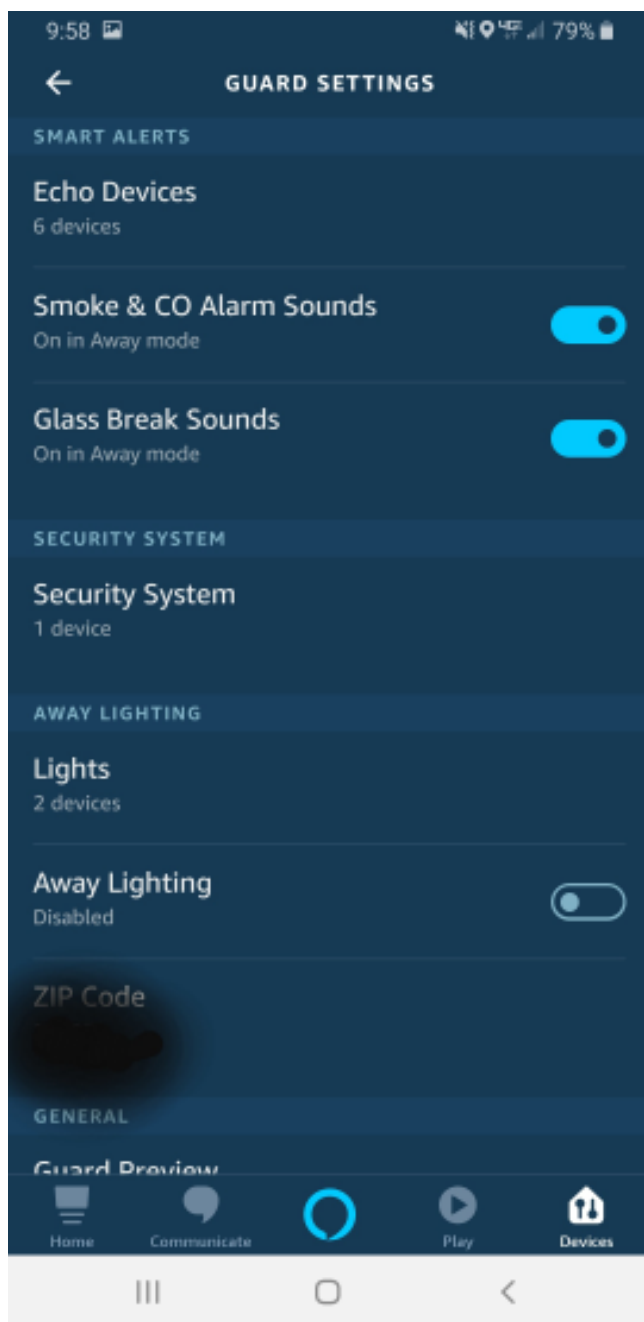 9:58 79%
GUARD SETTINGS
SMART ALERTS
Echo Devices
6 devices
Smoke & CO Alarm Sounds
On in Away mode
Glass Break Sounds
On in Away mode
SECURITY SYSTEM
Security System
1 device
AWAY LIGHTING
Lights
2 devices
Away Lighting
Disabled
ZIP Code
GENERAL
Guard Preview
Home Communicate Play Devices